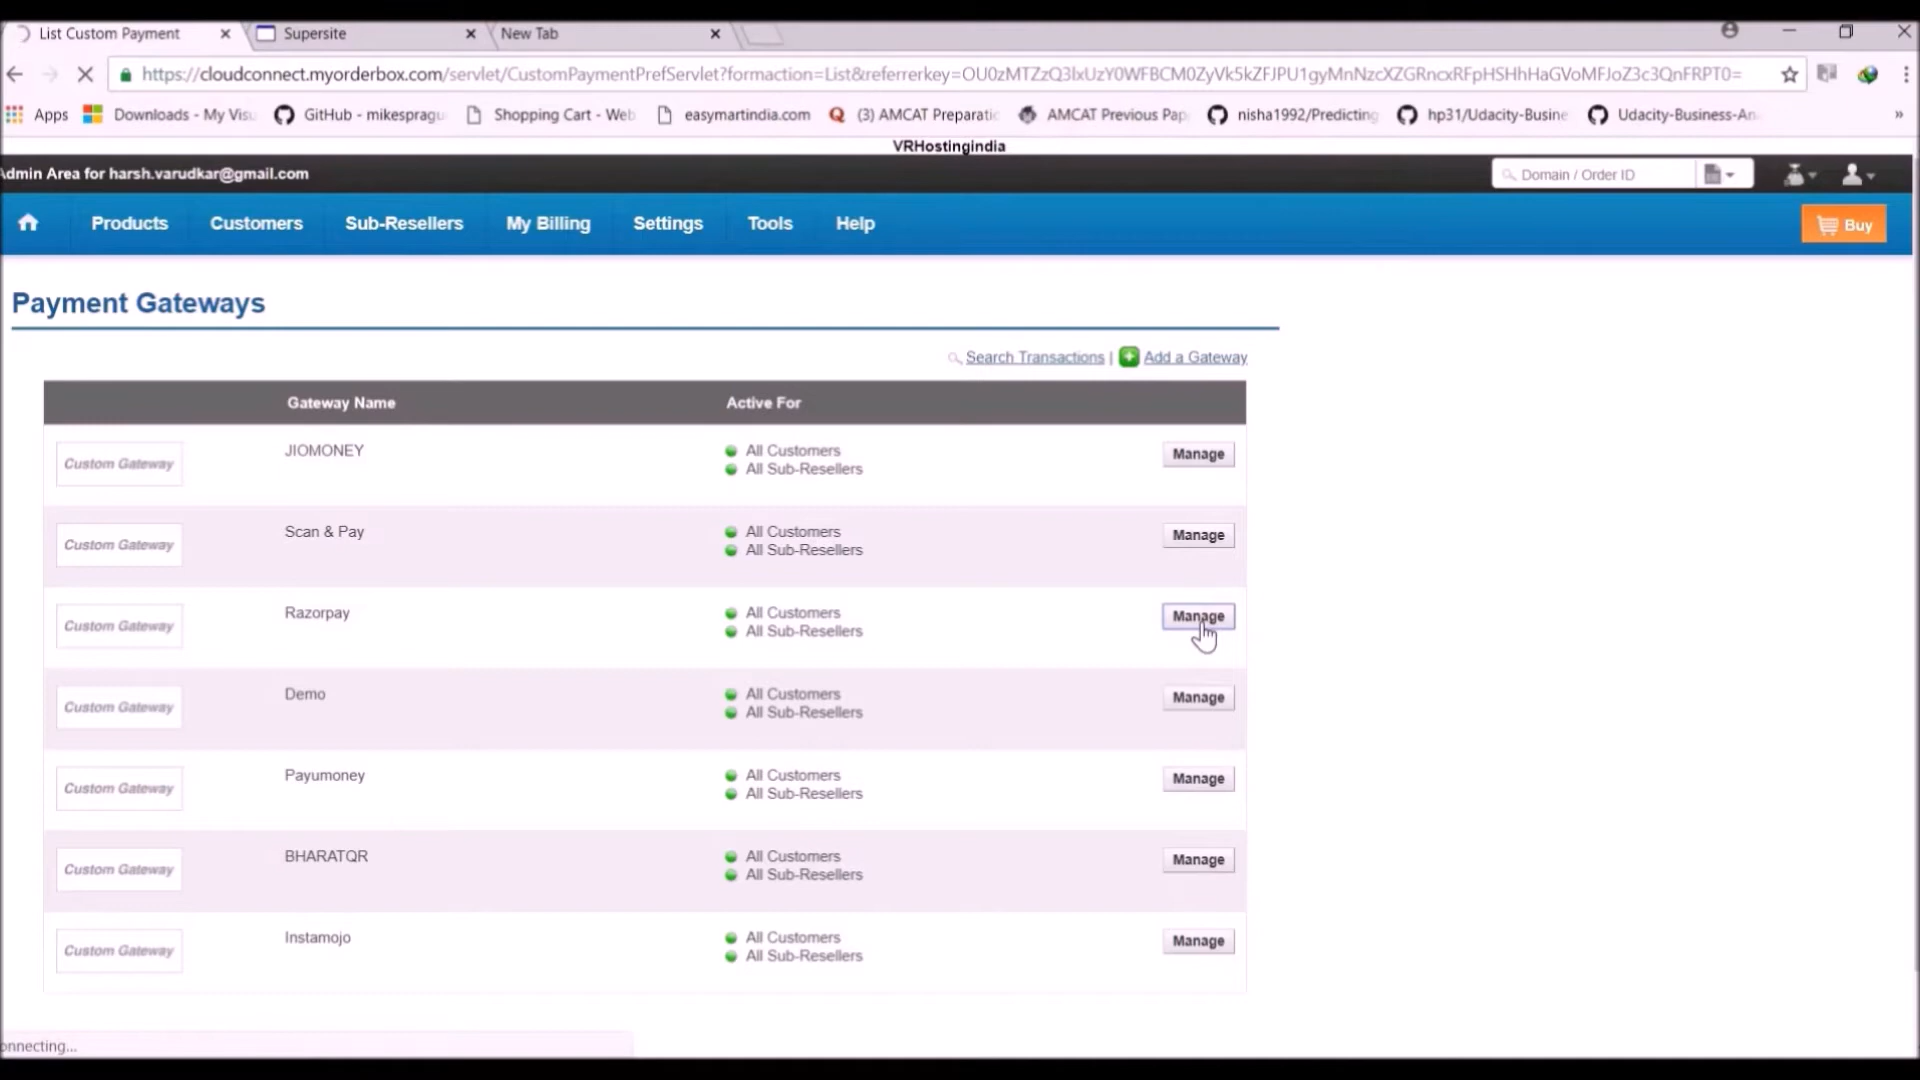 List Custom Payment
Supersite
New Tab
https://cloudconnect.myorderbox.com/servlet/CustomPaymentPrefServlet?formaction=List&referrerkey=
Apps
Downloads - My Visu
GitHub - mikespragu
Shopping Cart - Web
easymartindia.com
(3) AMCAT Preparatic
AMCAT Previous Pap
nisha1992/Predicting
hp31/Udacity-Busine
Udacity-Business-An
VRHostingindia
Admin Area for harsh.varudkar@gmail.com
Domain / Order ID
Products
Customers
Sub-Resellers
My Billing
Settings
Tools
Help
Buy
Payment Gateways
Search Transactions | Add a Gateway
Gateway Name
Active For
Custom Gateway
JIOMONEY
All Customers
All Sub-Resellers
Manage
Custom Gateway
Scan & Pay
All Customers
All Sub-Resellers
Manage
Custom Gateway
Razorpay
All Customers
All Sub-Resellers
Manage
Custom Gateway
Demo
All Customers
All Sub-Resellers
Manage
Custom Gateway
Payumoney
All Customers
All Sub-Resellers
Manage
Custom Gateway
BHARATQR
All Customers
All Sub-Resellers
Manage
Custom Gateway
Instamojo
All Customers
All Sub-Resellers
Manage
onnecting...